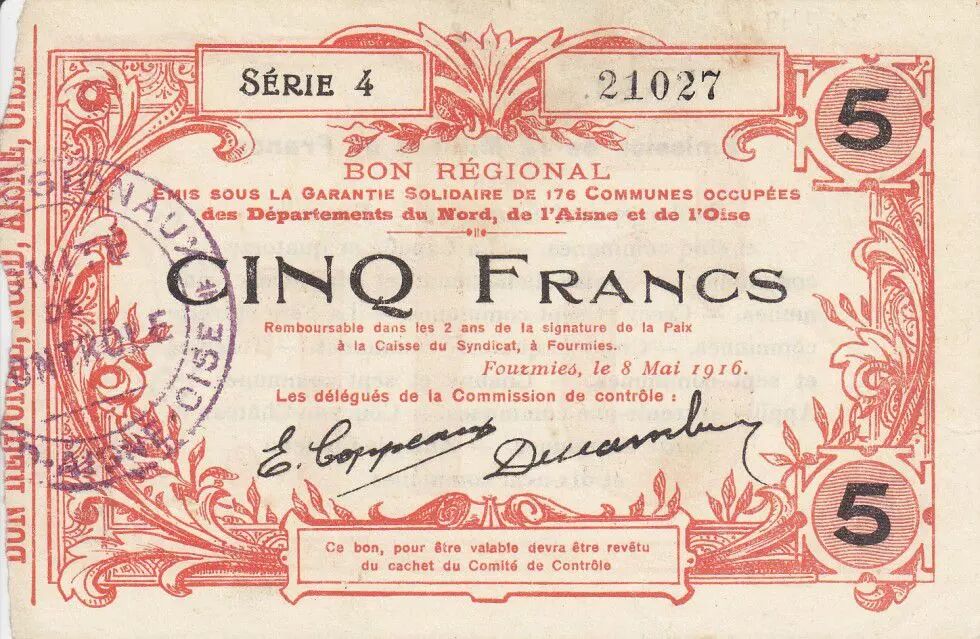 SÉRIE 4
21027
5
BON RÉGIONAL
ÉMIS SOUS LA GARANTIE SOLIDAIRE DE 176 COMMUNES OCCUPÉES
des Départements du Nord, de l'Aisne et de l'Oise
CINQ FRANCS
Remboursable dans les 2 ans de la signature de la Paix
à la Caisse du Syndicat, à Fourmies.
Fourmies, le 8 Mai 1916.
Les délégués de la Commission de contrôle :
E. Coppeaux
5
Ce bon, pour être valable devra être revêtu
du cachet du Comité de Contrôle
DE
OISE